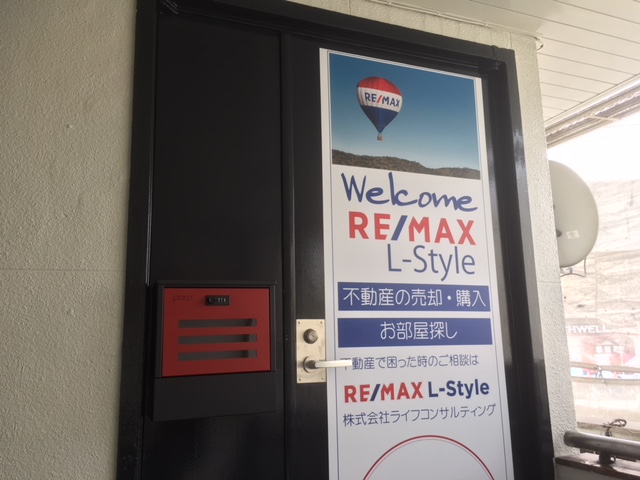 RE/MAX
Welcome
RE/MAX
L-Style
不動産の売却・購入
お部屋探し
動産で困った時のご相談は
RE/MAX L-Style
株式会社ライフコンサルティング
HWELL